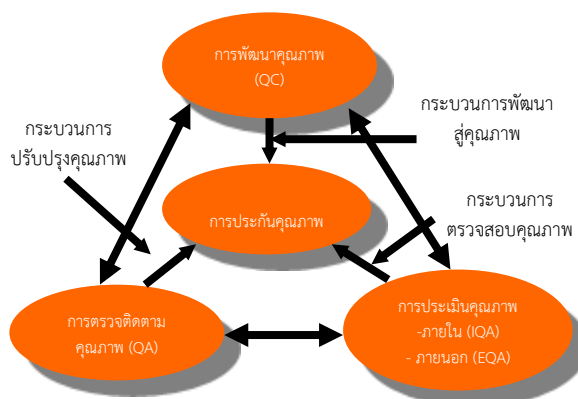 การพัฒนาคุณภาพ
(QC)
กระบวนการพัฒนา
สู่คุณภาพ
กระบวนการ
ปรับปรุงคุณภาพ
กระบวนการ
ตรวจสอบคุณภาพ
การประกันคุณภาพ
การตรวจติดตาม
คุณภาพ (QA)
การประเมินคุณภาพ
-ภายใน (IQA)
- ภายนอก (EQA)